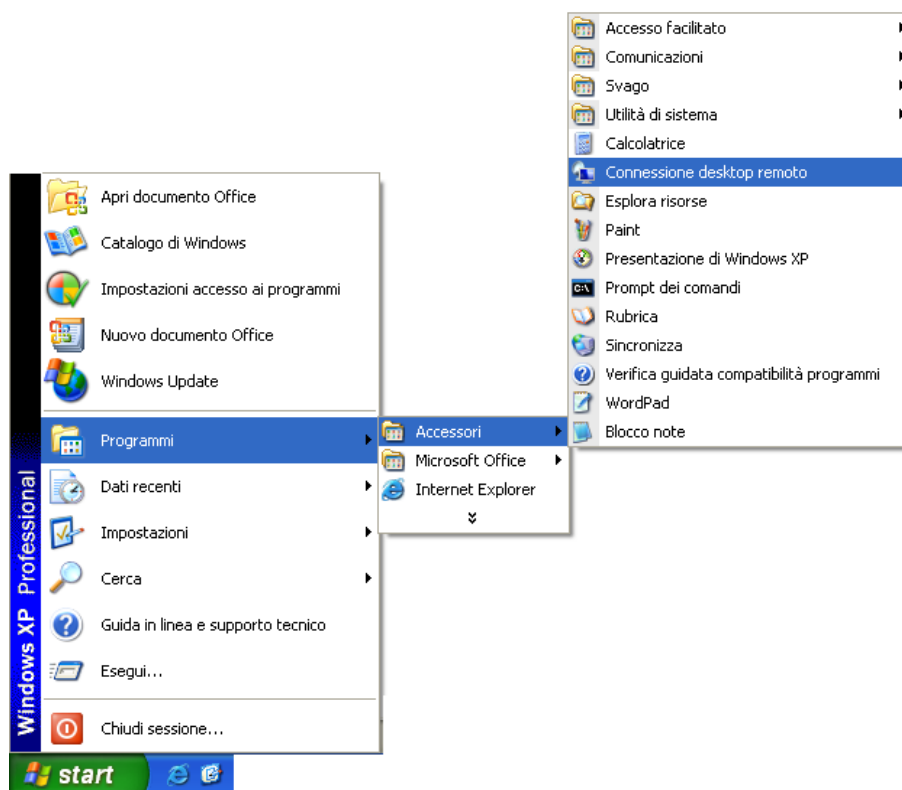 Accesso facilitato
Comunicazioni
Svago
Utilità di sistema
Calcolatrice
Connessione desktop remoto
Esplora risorse
Paint
Presentazione di Windows XP
Prompt dei comandi
Rubrica
Sincronizza
Verifica guidata compatibilità programmi
WordPad
Blocco note
Apri documento Office
Catalogo di Windows
Impostazioni accesso ai programmi
Nuovo documento Office
Windows Update
Programmi
Dati recenti
Impostazioni
Cerca
Guida in linea e supporto tecnico
Esegui...
Chiudi sessione...
Accessori
Microsoft Office
Internet Explorer
Windows XP Professional
start